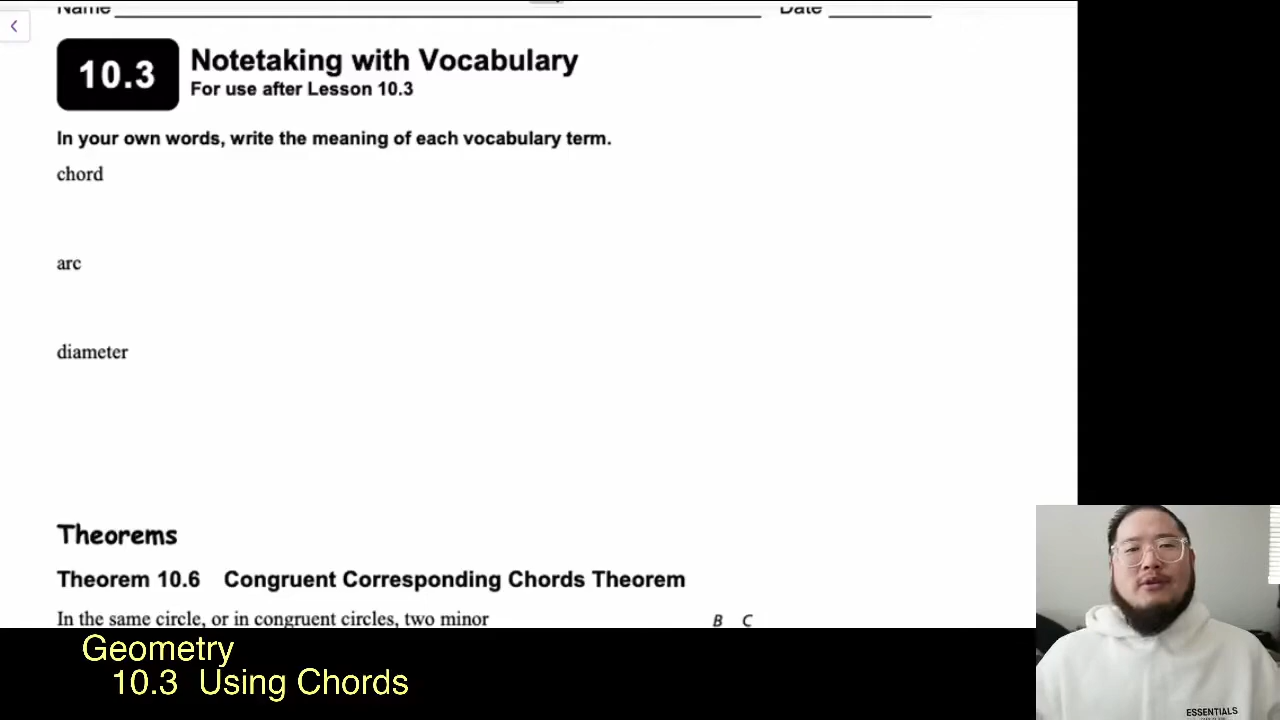 Name Date
10.3 Notetaking with Vocabulary
For use after Lesson 10.3
In your own words, write the meaning of each vocabulary term.
chord
arc
diameter
Theorems
Theorem 10.6 Congruent Corresponding Chords Theorem
In the same circle, or in congruent circles, two minor B C
Geometry
10.3 Using Chords
ESSENTIALS